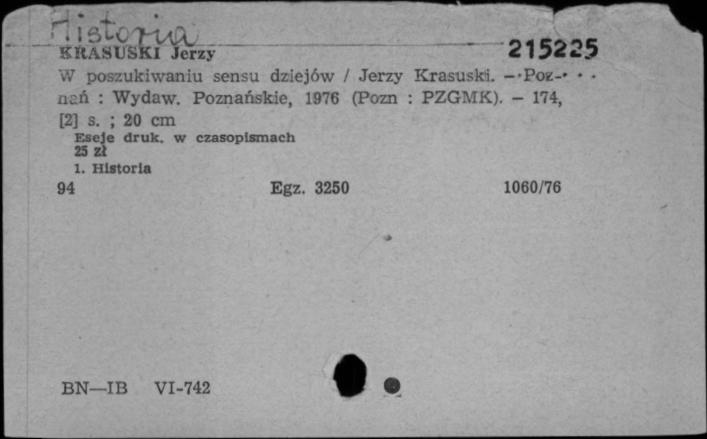 Historia
KRASUSKI Jerzy 215225
W poszukiwaniu sensu dziejów / Jerzy Krasuski. — Poz-
nań : Wydaw. Poznańskie, 1976 (Pozn : PZGMK). — 174,
[2] s. ; 20 cm
Eseje druk. w czasopismach
25 zł
1. Historia
94 Egz. 3250 1060/76
BN—IB VI-742